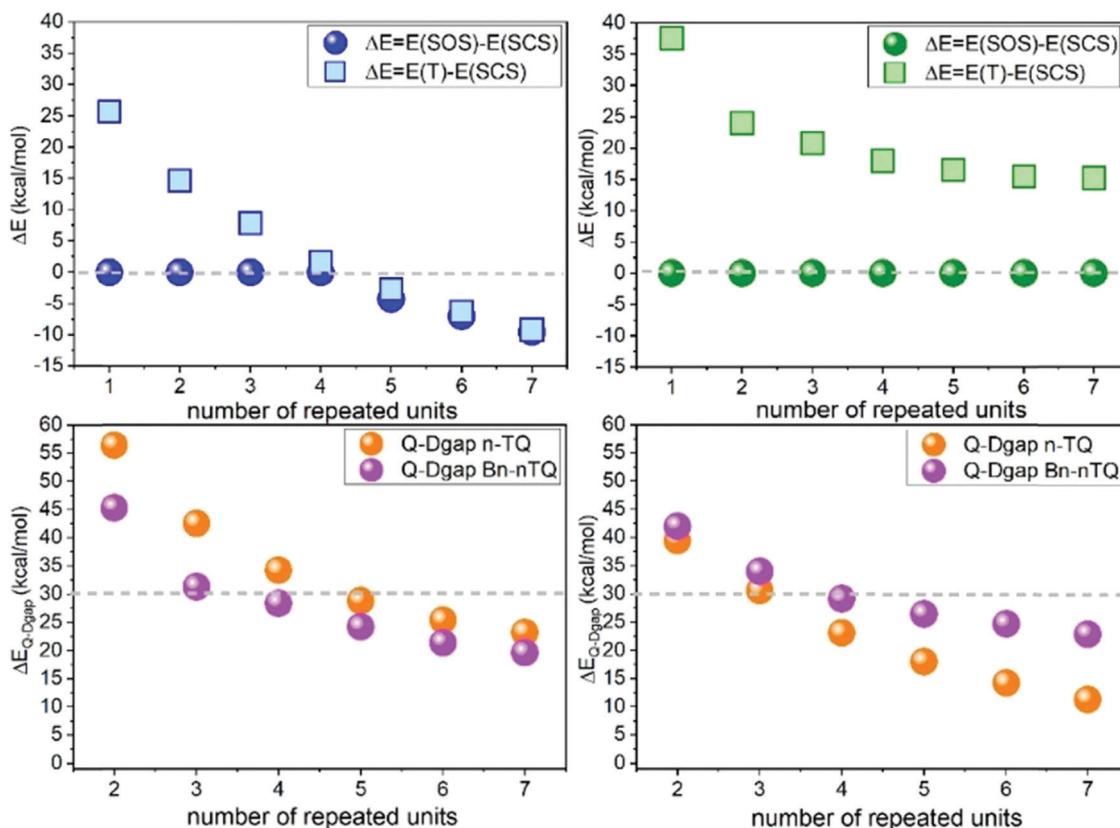 40
35
30
25
20
15
10
5
0
-5
-10
-15
ΔE (kcal/mol)
ΔE=E(SOS)-E(SCS)
ΔE=E(T)-E(SCS)
1 2 3 4 5 6 7
number of repeated units
40
35
30
25
20
15
10
5
0
-5
-10
-15
ΔE (kcal/mol)
ΔE=E(SOS)-E(SCS)
ΔE=E(T)-E(SCS)
1 2 3 4 5 6 7
number of repeated units
60
55
50
45
40
35
30
25
20
15
10
5
0
ΔE Q-Dgap (kcal/mol)
Q-Dgap n-TQ
Q-Dgap Bn-nTQ
2 3 4 5 6 7
number of repeated units
60
55
50
45
40
35
30
25
20
15
10
5
0
ΔE Q-Dgap (kcal/mol)
Q-Dgap n-TQ
Q-Dgap Bn-nTQ
2 3 4 5 6 7
number of repeated units